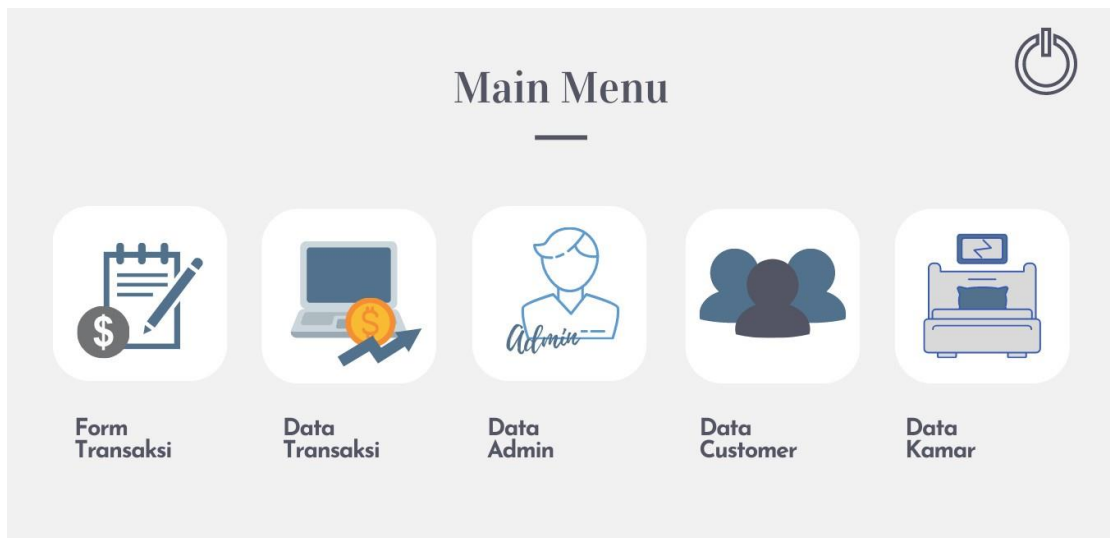 Main Menu
$
$
Admin
Form
Transaksi
Data
Transaksi
Data
Admin
Data
Customer
Data
Kamar